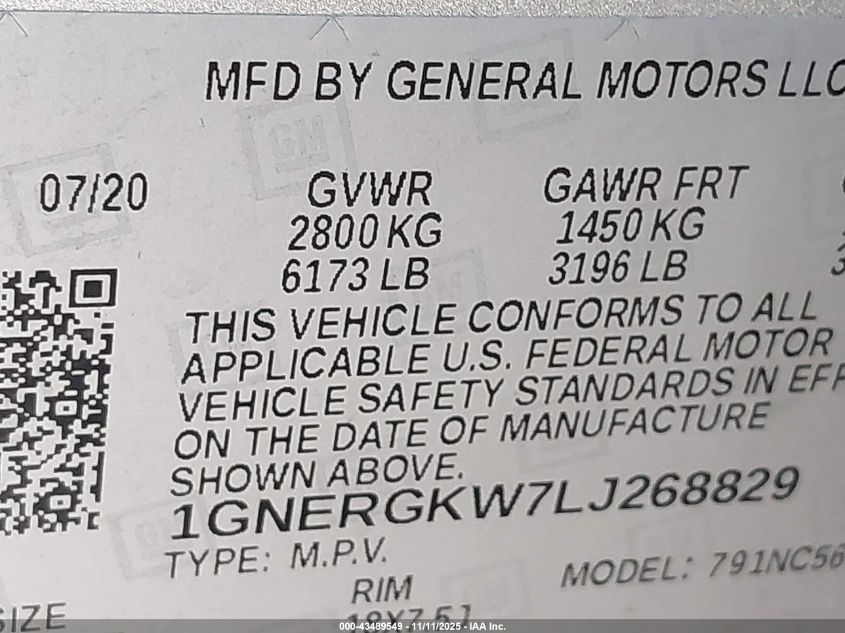 MFD BY GENERAL MOTORS LLC
07/20 GVWR GAWR FRT
2800 KG 1450 KG
6173 LB 3196 LB
THIS VEHICLE CONFORMS TO ALL
APPLICABLE U.S. FEDERAL MOTOR
VEHICLE SAFETY STANDARDS IN EFF
ON THE DATE OF MANUFACTURE
SHOWN ABOVE.
1GNERGKW7LJ268829
TYPE: M.P.V. MODEL: 791NC56
SIZE RIM
000-43489549 - 11/11/2025 - IAA Inc.